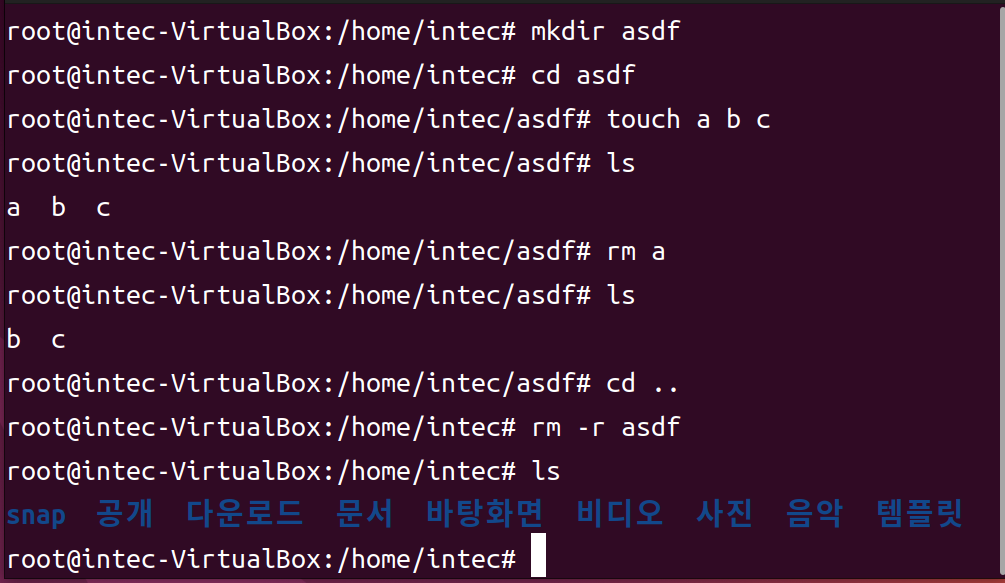 root@intec-VirtualBox:/home/intec# mkdir asdf
root@intec-VirtualBox:/home/intec# cd asdf
root@intec-VirtualBox:/home/intec/asdf# touch a b c
root@intec-VirtualBox:/home/intec/asdf# ls
a  b  c
root@intec-VirtualBox:/home/intec/asdf# rm a
root@intec-VirtualBox:/home/intec/asdf# ls
b  c
root@intec-VirtualBox:/home/intec/asdf# cd ..
root@intec-VirtualBox:/home/intec# rm -r asdf
root@intec-VirtualBox:/home/intec# ls
snap  공개  다운로드  문서  바탕화면  비디오  사진  음악  템플릿
root@intec-VirtualBox:/home/intec#